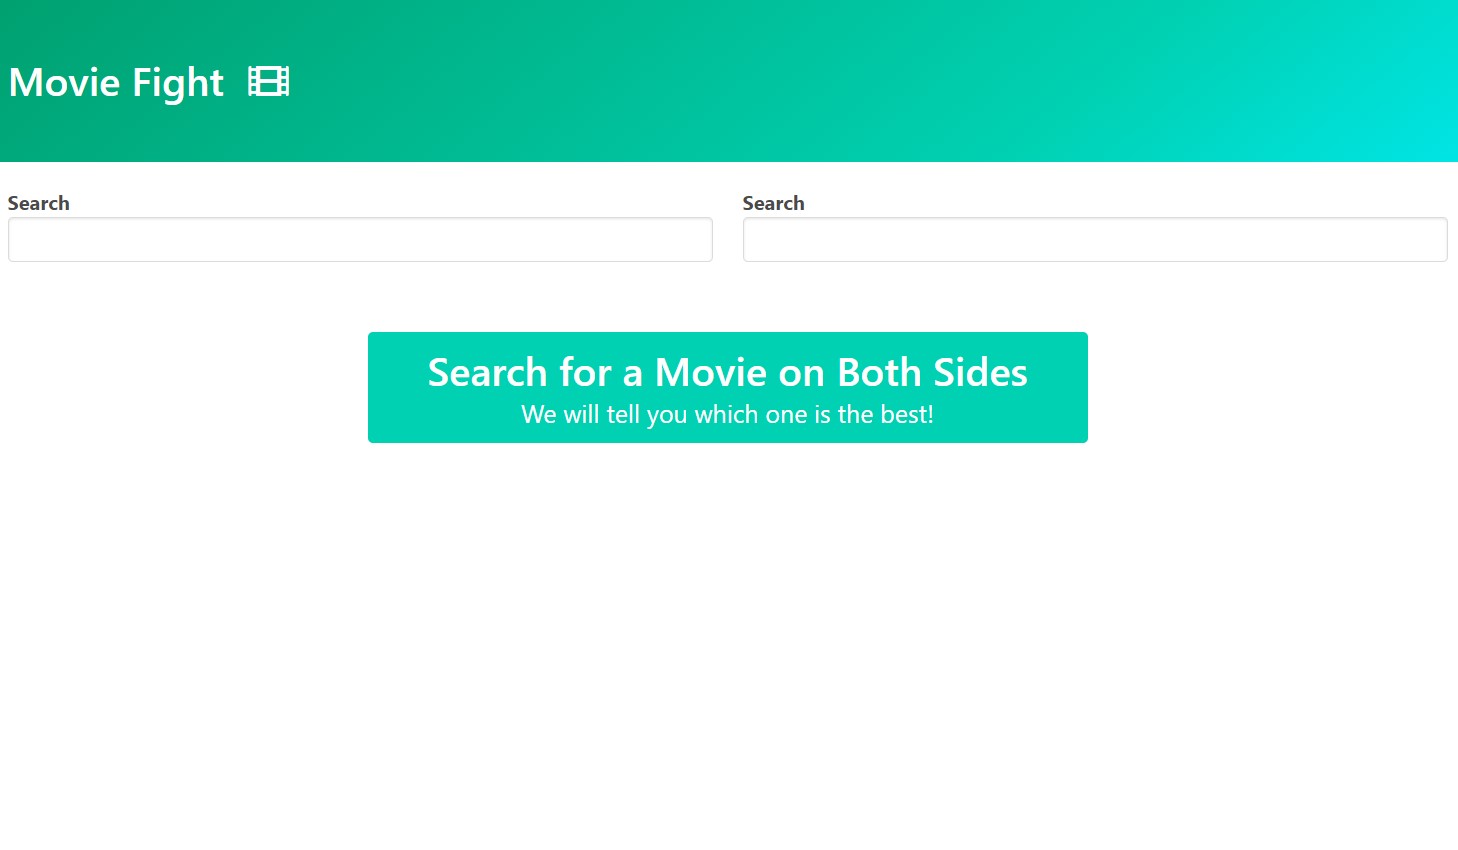 Movie Fight
Search
Search
Search for a Movie on Both Sides
We will tell you which one is the best!